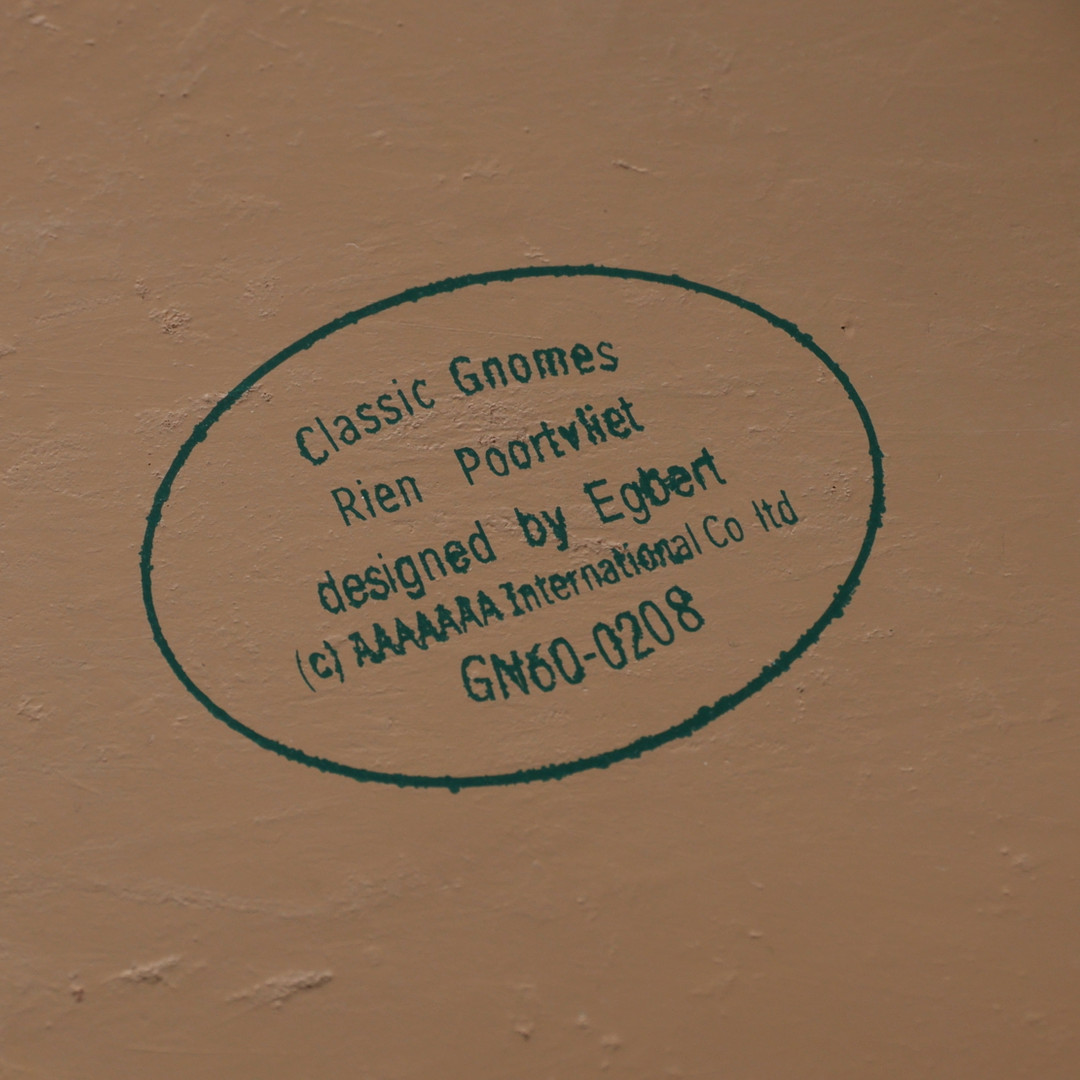 Classic Gnomes
Rien Poortvliet
designed by Egbert
(c) AAAAAAA International Co ltd
GN60-0208